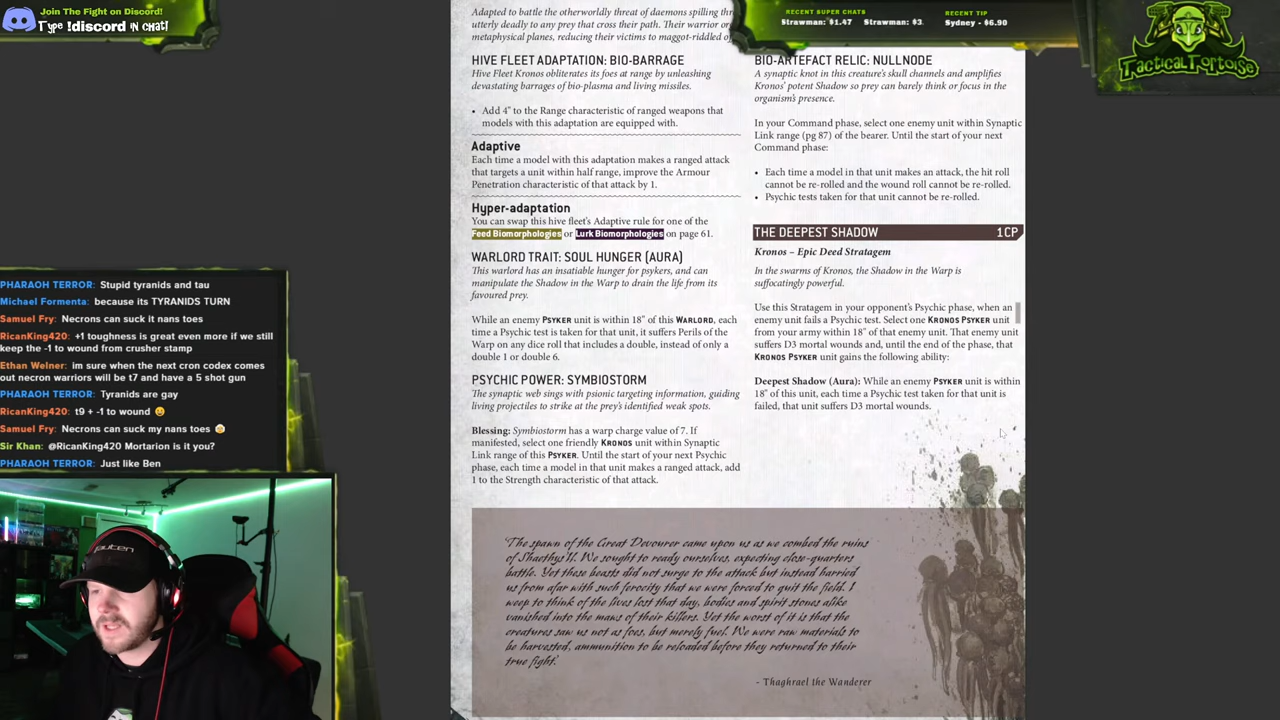 Join The Fight on Discord!
Type !discord in chat!
RECENT SUPER CHATS
Strawman: $1.47 Strawman: $3
RECENT TIP
Sydney - $6.90
TACTICALTORTOISE
Adapted to battle the otherworldly threat of daemons spilling
utterly deadly to any prey that cross their path. Their warrior
metaphysical planes, reducing their victims to maggot-riddled
HIVE FLEET ADAPTATION: BIO-BARRAGE
Hive Fleet Kronos obliterates its foes at range by unleashing
devastating barrages of bio-plasma and living missiles.
• Add 4" to the Range characteristic of ranged weapons that
models with this adaptation are equipped with.
Adaptive
Each time a model with this adaptation makes a ranged attack
that targets a unit within half range, improve the Armour
Penetration characteristic of that attack by 1.
Hyper-adaptation
You can swap this hive fleet's Adaptive rule for one of the
Feed Biomorphologies or Lurk Biomorphologies on page 61.
WARLORD TRAIT: SOUL HUNGER (AURA)
This warlord has an insatiable hunger for psykers, and can
manipulate the Shadow in the Warp to drain the life from its
favoured prey.
While an enemy PSYKER unit is within 18" of this WARLORD, each
time a Psychic test is taken for that unit, it suffers Perils of the
Warp on any dice roll that includes a double, instead of only a
double 1 or double 6.
PSYCHIC POWER: SYMBIOSTORM
The synaptic web sings with psionic targeting information, guiding
living projectiles to strike at the prey's identified weak spots.
Blessing: Symbiostorm has a warp charge value of 7. If
manifested, select one friendly KRONOS unit within Synaptic
Link range of this PSYKER. Until the start of your next Psychic
phase, each time a model in that unit makes a ranged attack, add
1 to the Strength characteristic of that attack.
BIO-ARTEFACT RELIC: NULLNODE
A synaptic knot in this creature's skull channels and amplifies
Kronos' potent Shadow so prey can barely think or focus in the
organism's presence.
In your Command phase, select one enemy unit within Synaptic
Link range (pg 87) of the bearer. Until the start of your next
Command phase:
• Each time a model in that unit makes an attack, the hit roll
cannot be re-rolled and the wound roll cannot be re-rolled.
• Psychic tests taken for that unit cannot be re-rolled.
THE DEEPEST SHADOW 1CP
Kronos – Epic Deed Stratagem
In the swarms of Kronos, the Shadow in the Warp is
suffocatingly powerful.
Use this Stratagem in your opponent's Psychic phase, when an
enemy unit fails a Psychic test. Select one KRONOS PSYKER unit
from your army within 18" of that enemy unit. That enemy unit
suffers D3 mortal wounds and, until the end of the phase, that
KRONOS PSYKER unit gains the following ability:
Deepest Shadow (Aura): While an enemy PSYKER unit is within
18" of this unit, each time a Psychic test taken for that unit is
failed, that unit suffers D3 mortal wounds.
'The spawn of the Great Devourer came upon us as we combed the ruins
of Shaethys'II. We sought to ready ourselves, expecting close-quarters
battle. Yet these beasts did not surge to the attack but instead harried
us from afar with such ferocity that we were forced to quit the field. I
weep to think of the lives lost that day, bodies and spirit stones alike
vanished into the maws of their killers. Yet the worst of it is that the
creatures saw us not as foes, but merely fuel. We were raw materials to
be harvested, ammunition to be reloaded before they returned to their
true fight.'
- Thaghrael the Wanderer
PHARAOH TERROR: Stupid tyranids and tau
Michael Formenta: because its TYRANIDS TURN
Samuel Fry: Necrons can suck it nans toes
RicanKing420: +1 toughness is great even more if we still
keep the -1 to wound from crusher stamp
Ethan Welner: im sure when the next cron codex comes
out necron warriors will be t7 and have a 5 shot gun
PHARAOH TERROR: Tyranids are gay
RicanKing420: t9 + -1 to wound
Samuel Fry: Necrons can suck my nans toes
Sir Khan: @RicanKing420 Mortarion is it you?
PHARAOH TERROR: Just like Ben